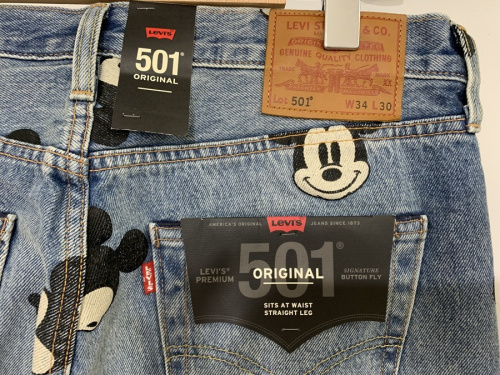 Levi's
501®
ORIGINAL
LEVI
& CO.
GENUINE QUALITY CLOTHING
Lot 501® W34 L30
AMERICA'S ORIGINAL Levi's JEANS SINCE 1873
501®
LEVI'S®
PREMIUM
ORIGINAL
SIGNATURE
BUTTON FLY
SITS AT WAIST
STRAIGHT LEG
Levi's